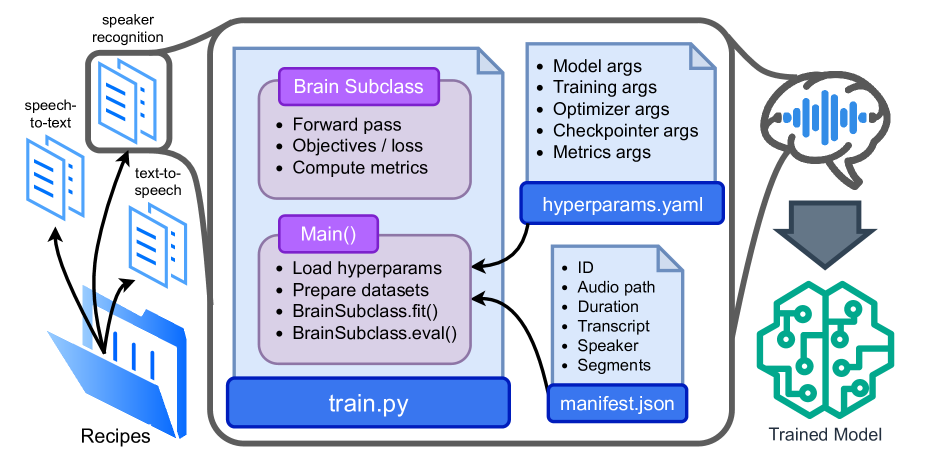 speaker
recognition
speech-
to-text
text-to-
speech
Recipes
Brain Subclass
• Forward pass
• Objectives / loss
• Compute metrics
Main()
• Load hyperparams
• Prepare datasets
• BrainSubclass.fit()
• BrainSubclass.eval()
train.py
• Model args
• Training args
• Optimizer args
• Checkpointer args
• Metrics args
hyperparams.yaml
• ID
• Audio path
• Duration
• Transcript
• Speaker
• Segments
manifest.json
Trained Model